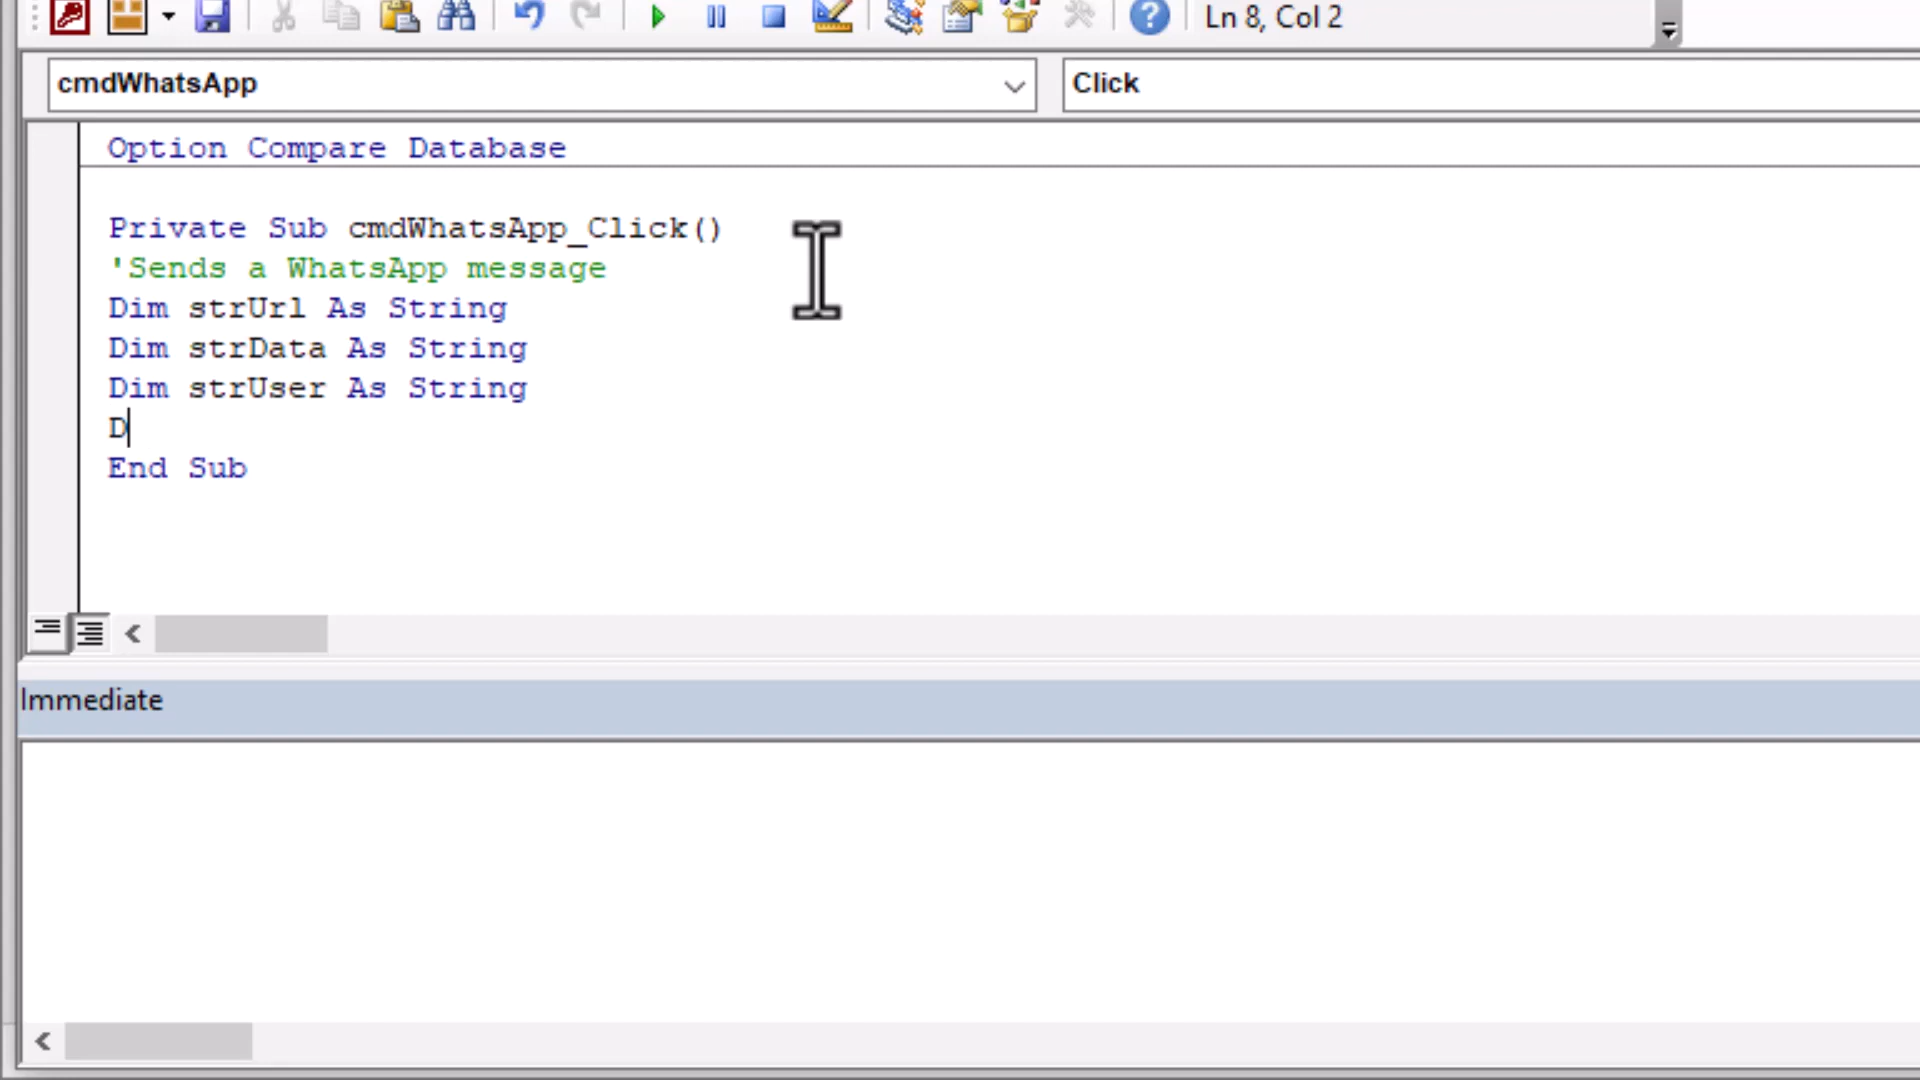 Ln 8, Col 2
cmdWhatsApp
Click
Option Compare Database
Private Sub cmdWhatsApp_Click()
'Sends a WhatsApp message
Dim strUrl As String
Dim strData As String
Dim strUser As String
D
End Sub
Immediate